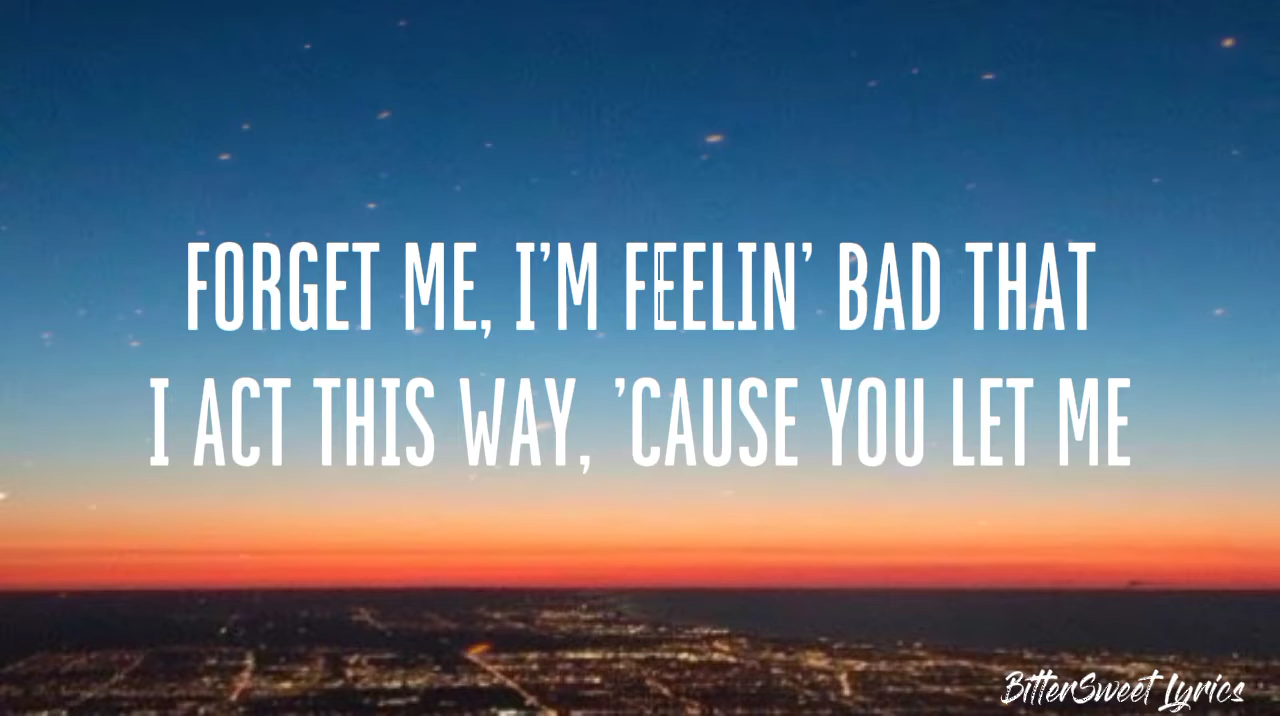 FORGET ME, I’M FEELIN’ BAD THAT
I ACT THIS WAY, ’CAUSE YOU LET ME
BitterSweet Lyrics